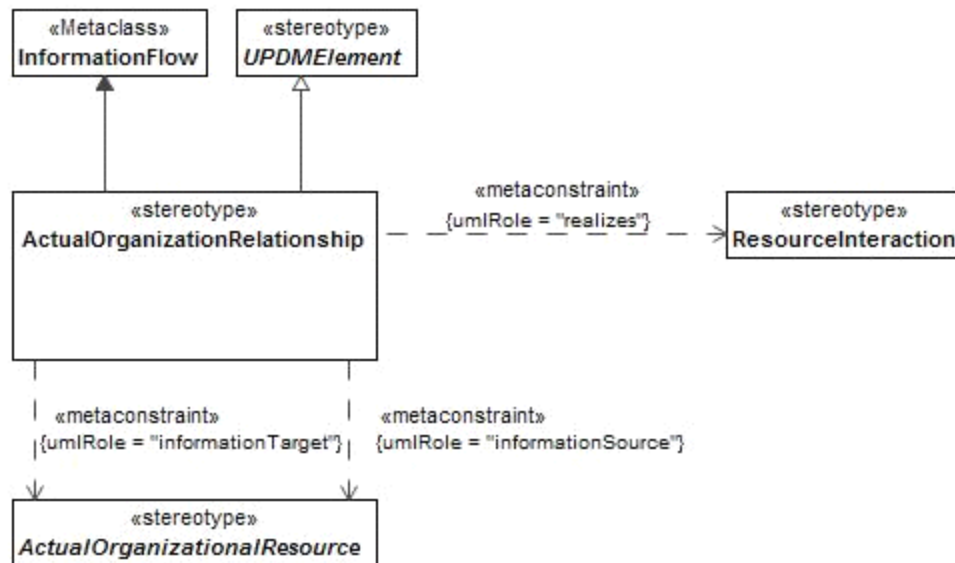 «Metaclass»
InformationFlow
«stereotype»
UPDMElement
«stereotype»
ActualOrganizationRelationship
«metaconstraint»
{umlRole = "realizes"}
«stereotype»
ResourceInteraction
«metaconstraint»
{umlRole = "informationTarget"}
«metaconstraint»
{umlRole = "informationSource"}
«stereotype»
ActualOrganizationalResource